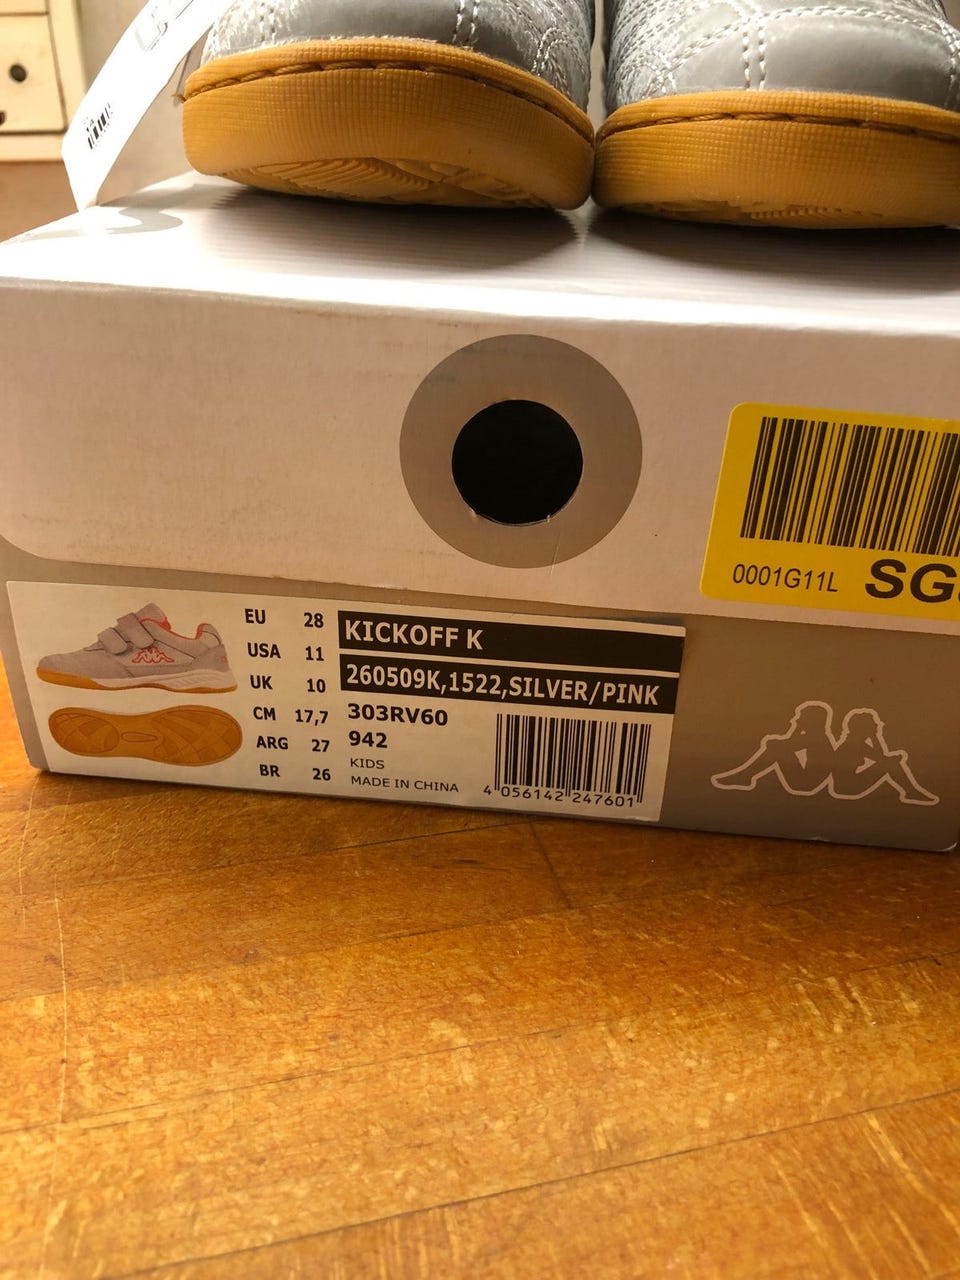 0001G11L SG
EU 28
USA 11
UK 10
CM 17,7
ARG 27
BR 26
KICKOFF K
260509K,1522,SILVER/PINK
303RV60
942
KIDS
MADE IN CHINA
4 056142 247601